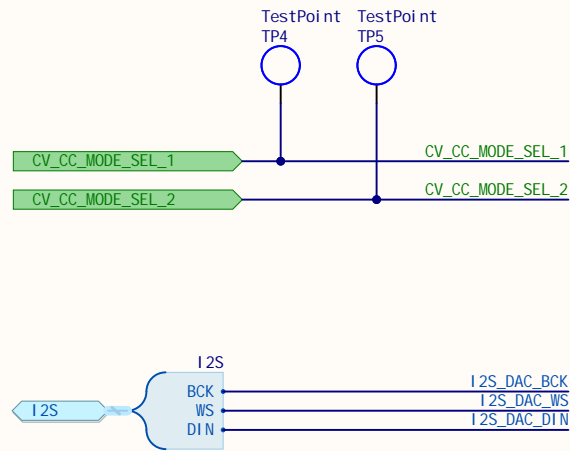 TestPoint TestPoint
TP4 TP5
CV_CC_MODE_SEL_1 CV_CC_MODE_SEL_1
CV_CC_MODE_SEL_2 CV_CC_MODE_SEL_2
I2S
BCK I2S_DAC_BCK
I2S WS I2S_DAC_WS
DIN I2S_DAC_DIN